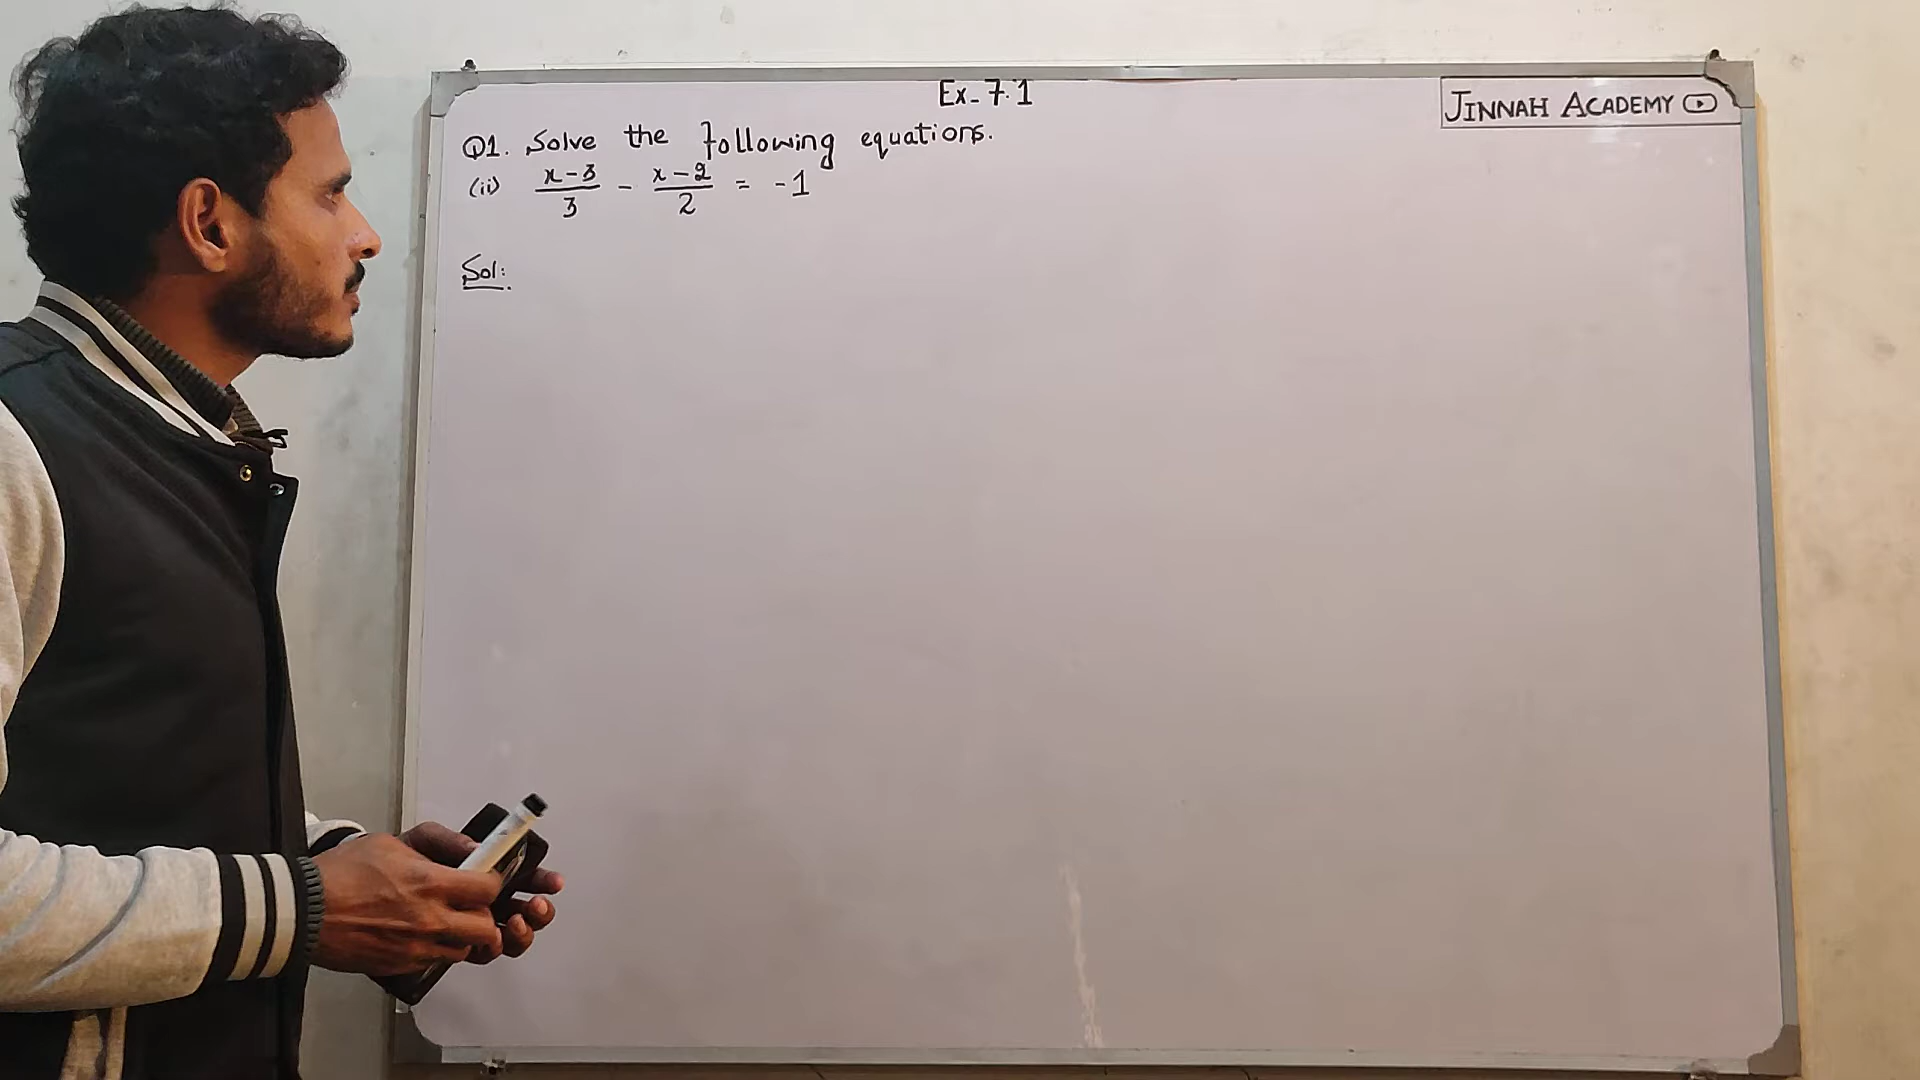 Ex-7.1
JINNAH ACADEMY
Q1. Solve the following equations.
(ii) x-3/3 - x-2/2 = -1
Sol: